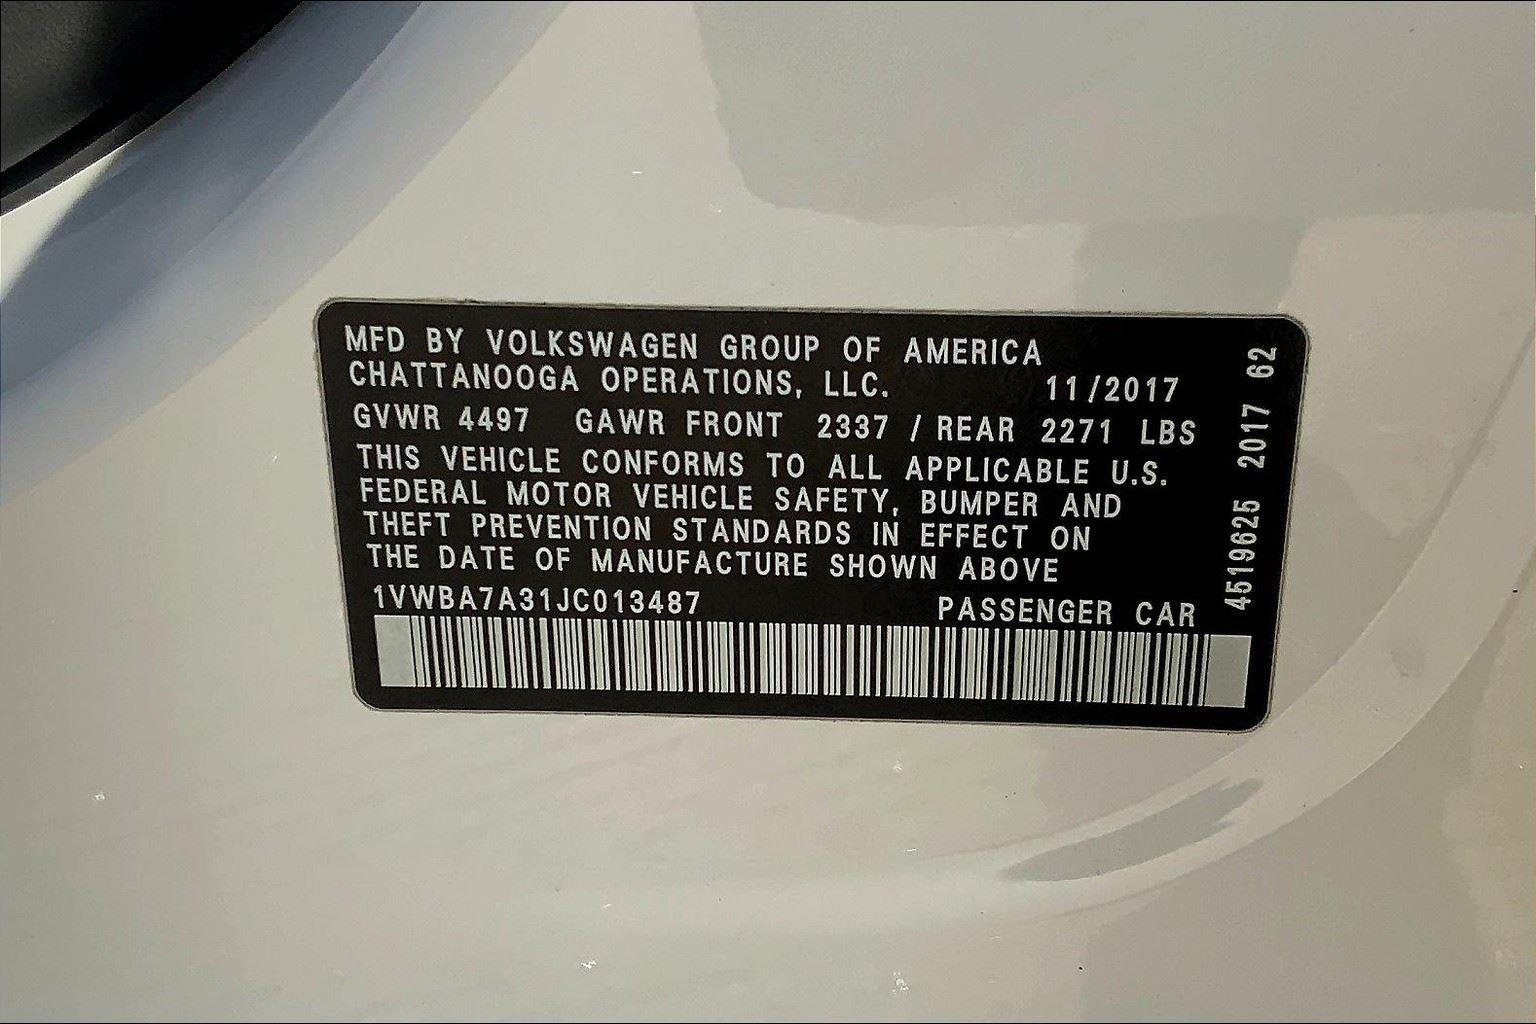 MFD BY VOLKSWAGEN GROUP OF AMERICA
CHATTANOOGA OPERATIONS, LLC. 11/2017
GVWR 4497 GAWR FRONT 2337 / REAR 2271 LBS
THIS VEHICLE CONFORMS TO ALL APPLICABLE U.S.
FEDERAL MOTOR VEHICLE SAFETY, BUMPER AND
THEFT PREVENTION STANDARDS IN EFFECT ON
THE DATE OF MANUFACTURE SHOWN ABOVE
1VWBA7A31JC013487 PASSENGER CAR
4519625 2017 62